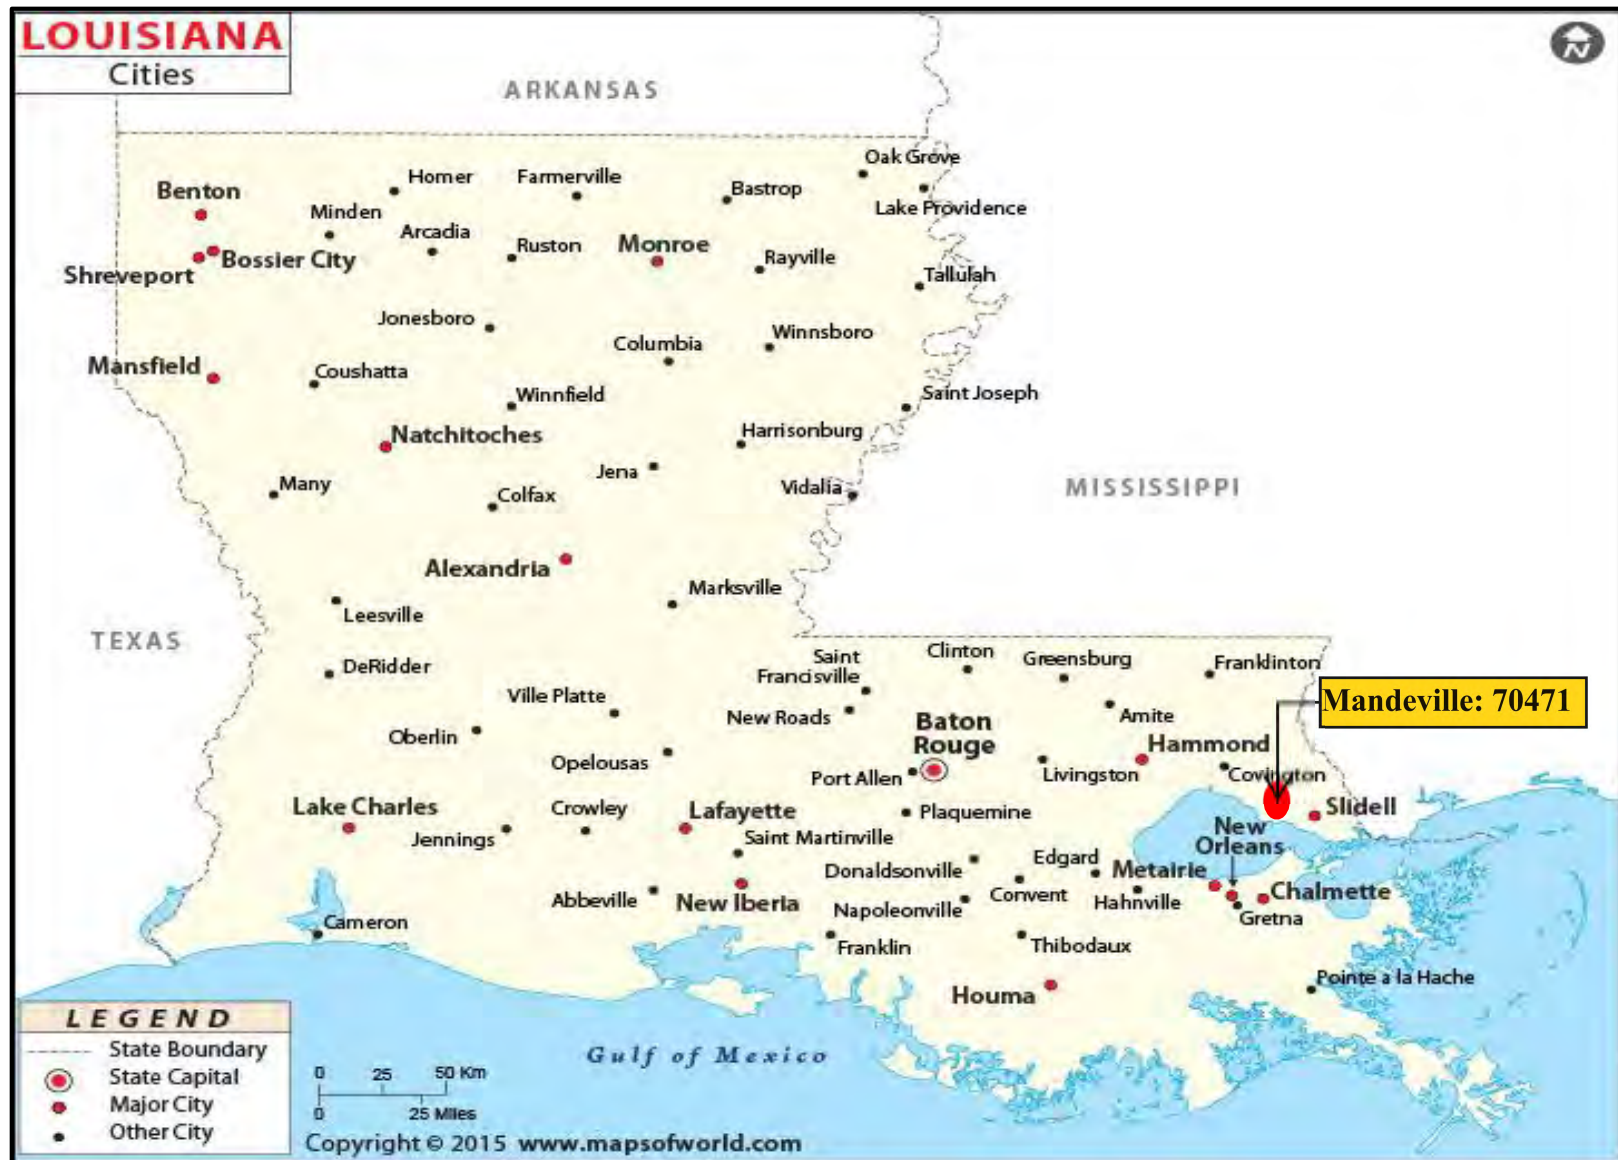 LOUISIANA
Cities
N
ARKANSAS
Oak Grove
Homer
Farmerville
Bastrop
Benton
Lake Providence
Minden
Arcadia
Ruston
Monroe
Rayville
Bossier City
Shreveport
Tallulah
Jonesboro
Columbia
Winnsboro
Mansfield
Coushatta
Winnfield
Saint Joseph
Natchitoches
Harrisonburg
Jena
Many
Colfax
Vidalia
MISSISSIPPI
Alexandria
Marksville
Leesville
TEXAS
DeRidder
Saint
Francisville
Clinton
Greensburg
Franklinton
Ville Platte
New Roads
Mandeville: 70471
Amite
Baton
Rouge
Oberlin
Hammond
Opelousas
Port Allen
Livingston
Covington
Lake Charles
Crowley
Lafayette
Plaquemine
Slidell
Jennings
Saint Martinville
New
Orleans
Donaldsonville
Edgard
Metairie
Abbeville
New Iberia
Convent
Hahnville
Chalmette
Napoleonville
Gretna
Cameron
Franklin
Thibodaux
Pointe a la Hache
Houma
LEGEND
State Boundary
State Capital
Major City
Other City
Gulf of Mexico
0 25 50 Km
0 25 Miles
Copyright © 2015 www.mapsofworld.com